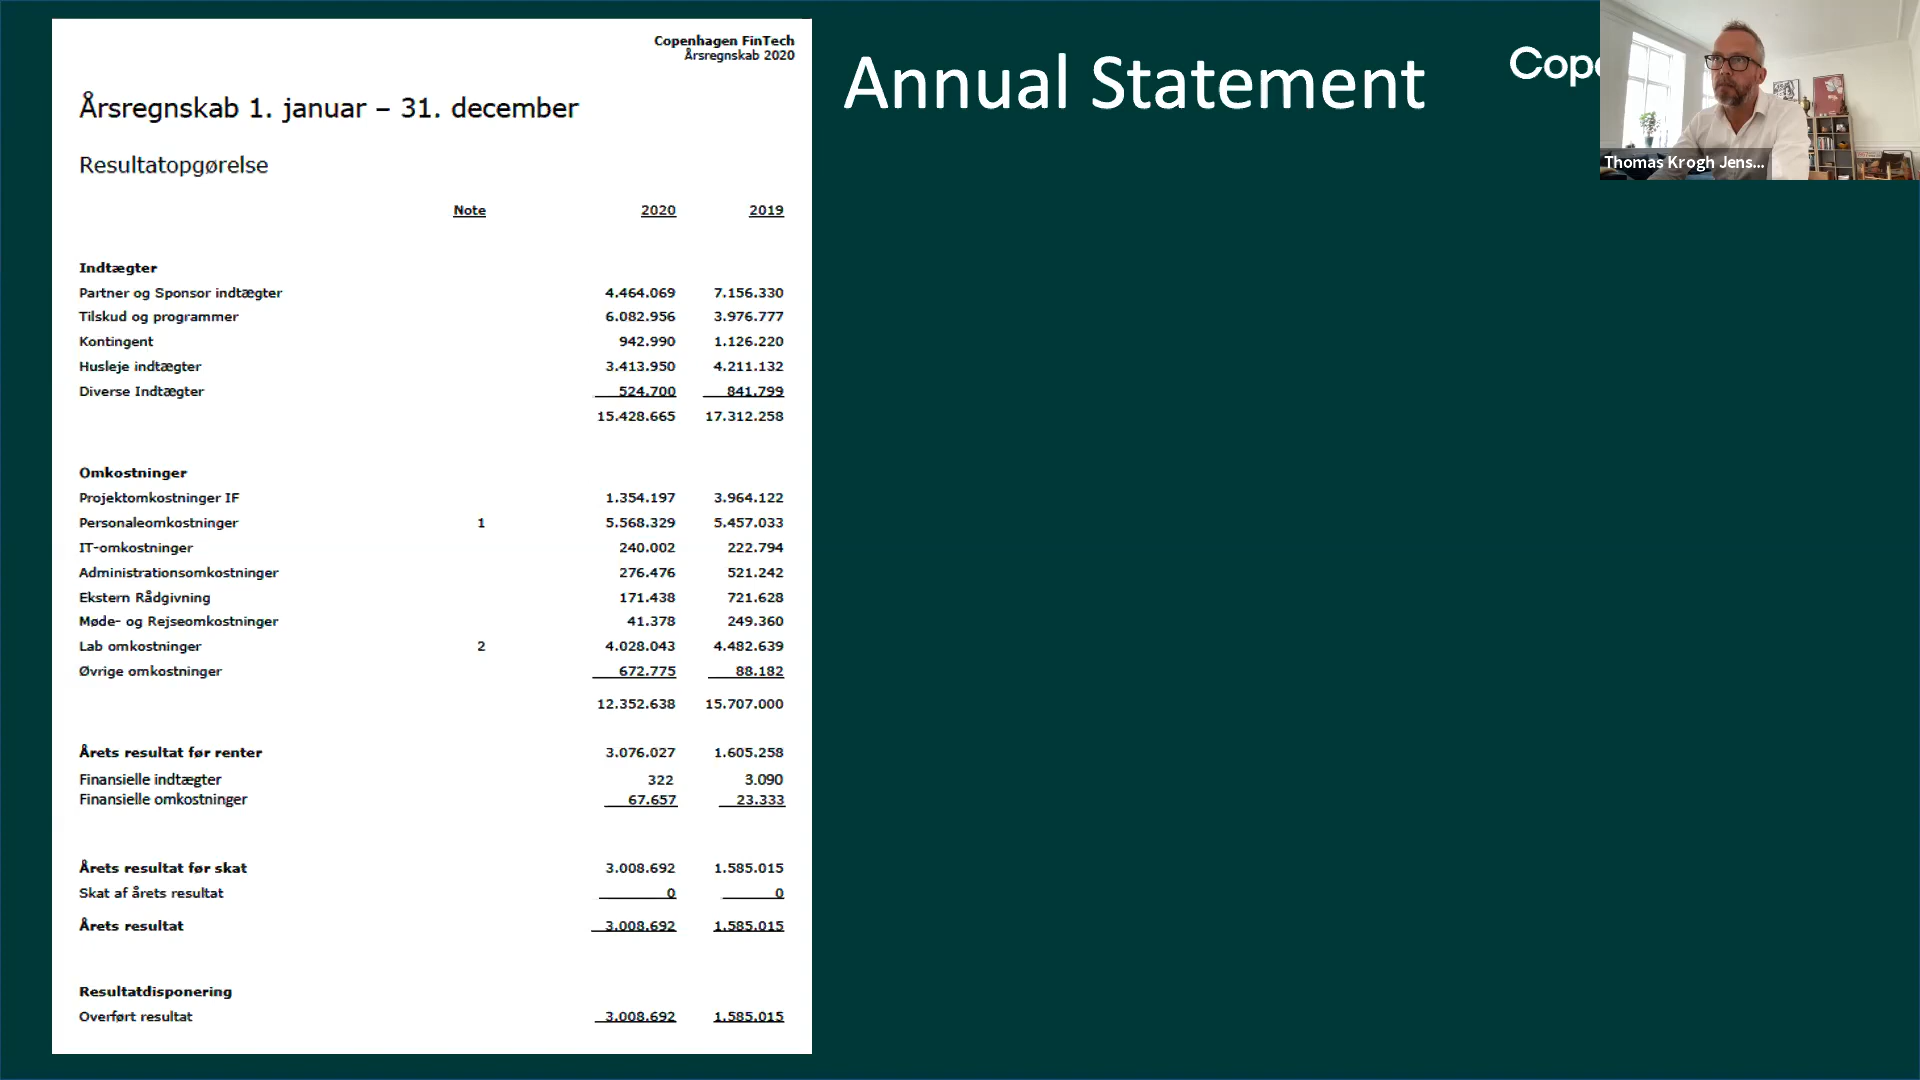 Copenhagen FinTech
Årsregnskab 2020
Årsregnskab 1. januar – 31. december
Resultatopgørelse
Note 2020 2019
Indtægter
Partner og Sponsor indtægter 4.464.069 7.156.330
Tilskud og programmer 6.082.956 3.976.777
Kontingent 942.990 1.126.220
Husleje indtægter 3.413.950 4.211.132
Diverse Indtægter 524.700 841.799
15.428.665 17.312.258
Omkostninger
Projektomkostninger IF 1.354.197 3.964.122
Personaleomkostninger 1 5.568.329 5.457.033
IT-omkostninger 240.002 222.794
Administrationsomkostninger 276.476 521.242
Ekstern Rådgivning 171.438 721.628
Møde- og Rejseomkostninger 41.378 249.360
Lab omkostninger 2 4.028.043 4.482.639
Øvrige omkostninger 672.775 88.182
12.352.638 15.707.000
Årets resultat før renter 3.076.027 1.605.258
Finansielle indtægter 322 3.090
Finansielle omkostninger 67.657 23.333
Årets resultat før skat 3.008.692 1.585.015
Skat af årets resultat 0 0
Årets resultat 3.008.692 1.585.015
Resultatdisponering
Overført resultat 3.008.692 1.585.015
Annual Statement
Cop
Thomas Krogh Jens...